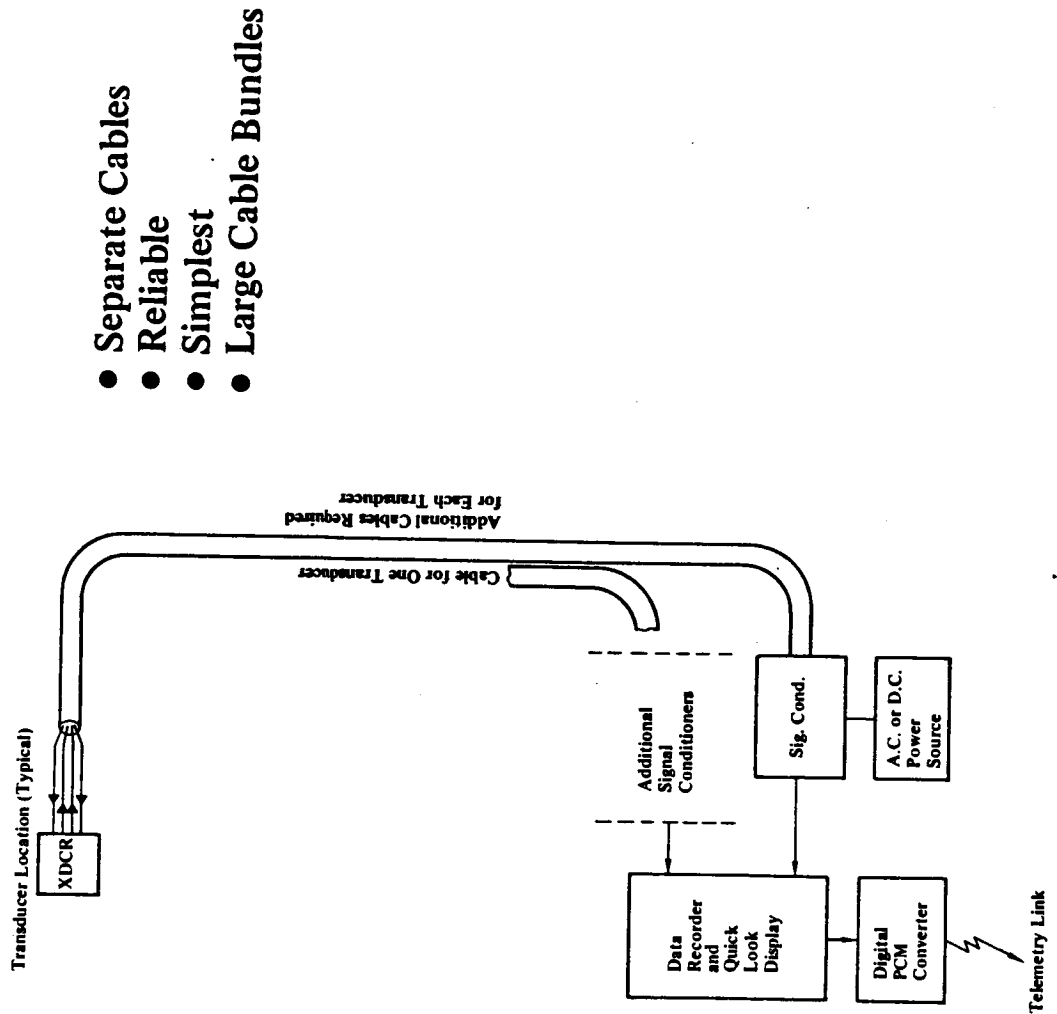 Transducer Location (Typical)
XDCR
● Separate Cables
● Reliable
● Simplest
● Large Cable Bundles
Additional Cables Required
for Each Transducer
Cable for One Transducer
Additional
Signal
Conditioners
Sig. Cond.
A.C. or D.C.
Power
Source
Data
Recorder
and
Quick
Look
Display
Digital
PCM
Converter
Telemetry Link